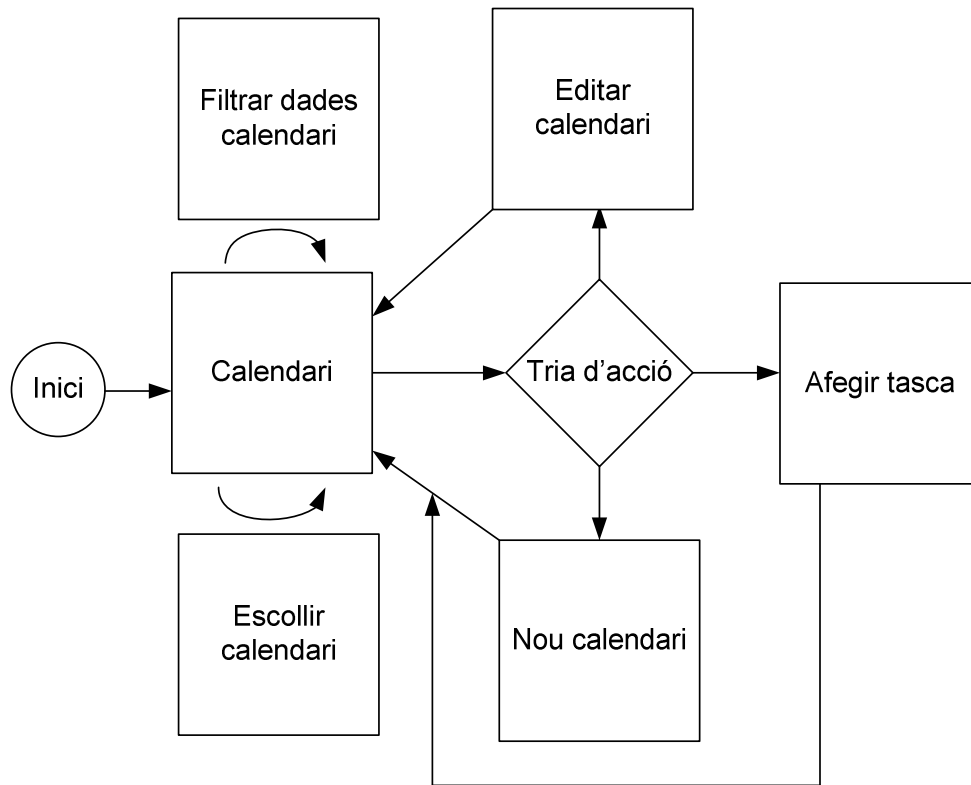 Filtrar dades
calendari
Editar
calendari
Inici
Calendari
Tria d’acció
Afegir tasca
Escollir
calendari
Nou calendari